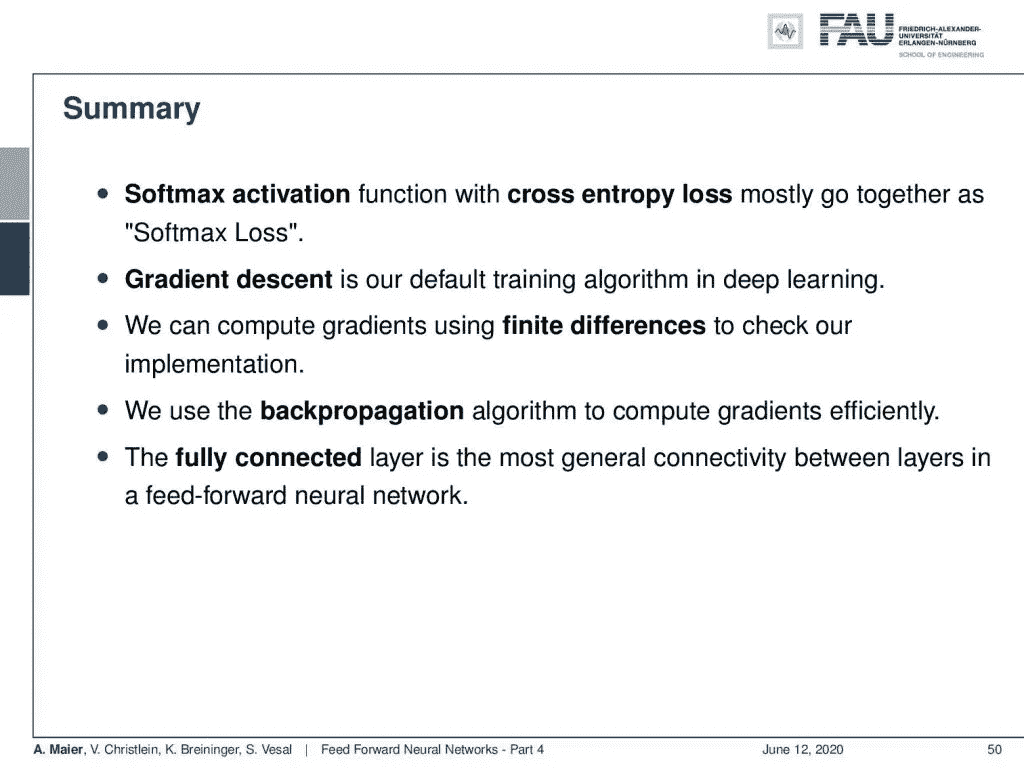 FAU
FRIEDRICH-ALEXANDER-
UNIVERSITÄT
ERLANGEN-NÜRNBERG
SCHOOL OF ENGINEERING
Summary
• Softmax activation function with cross entropy loss mostly go together as
"Softmax Loss".
• Gradient descent is our default training algorithm in deep learning.
• We can compute gradients using finite differences to check our
implementation.
• We use the backpropagation algorithm to compute gradients efficiently.
• The fully connected layer is the most general connectivity between layers in
a feed-forward neural network.
A. Maier, V. Christlein, K. Breininger, S. Vesal | Feed Forward Neural Networks - Part 4 June 12, 2020 50